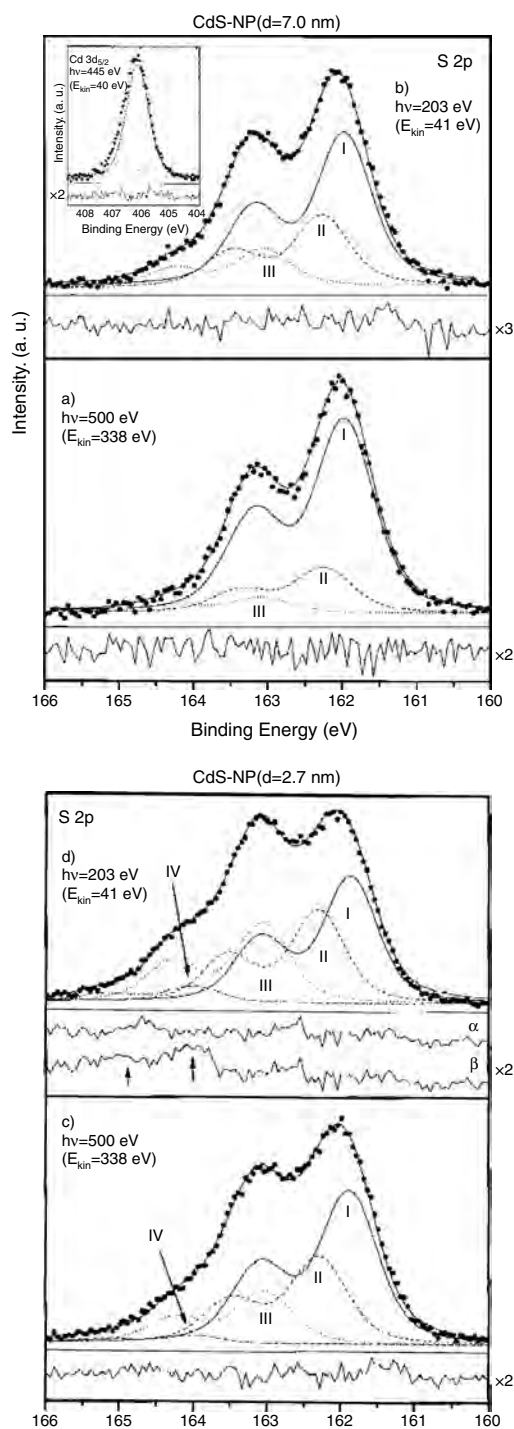 CdS-NP(d=7.0 nm)
Cd 3d5/2
hν=445 eV
(Ekin=40 eV)
Intensity. (a. u.)
×2
408 407 406 405 404
Binding Energy (eV)
S 2p
b)
hν=203 eV
(Ekin=41 eV)
I
II
III
×3
Intensity. (a. u.)
a)
hν=500 eV
(Ekin=338 eV)
I
II
III
×2
166 165 164 163 162 161 160
Binding Energy (eV)
CdS-NP(d=2.7 nm)
S 2p
d)
hν=203 eV
(Ekin=41 eV)
IV
I
II
III
α
β
×2
c)
hν=500 eV
(Ekin=338 eV)
IV
I
II
III
×2
166 165 164 163 162 161 160